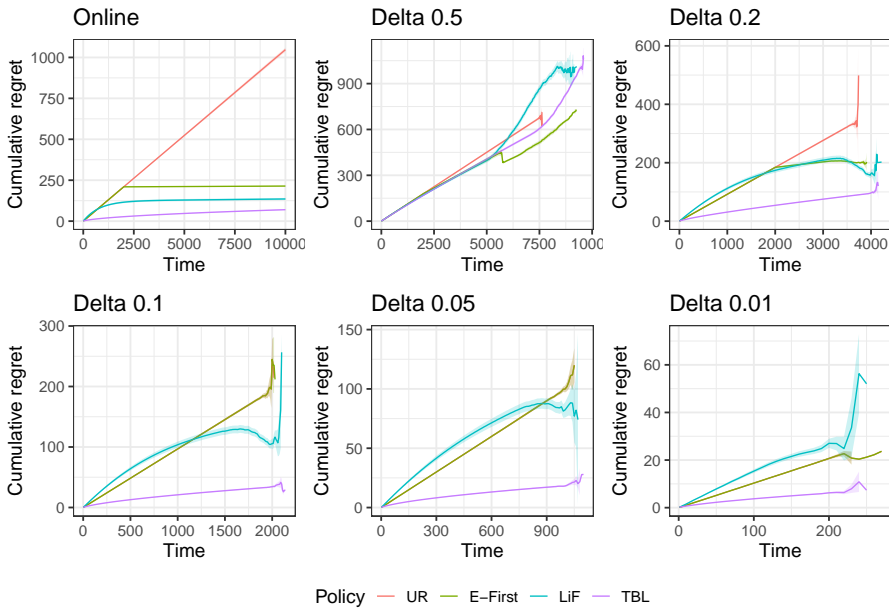 Online
Delta 0.5
Delta 0.2
Cumulative regret
1000
750
500
250
0
0
2500
5000
7500
10000
Time
Cumulative regret
900
600
300
0
0
2500
5000
7500
Time
Cumulative regret
600
400
200
0
0
1000
2000
3000
4000
Time
Delta 0.1
Delta 0.05
Delta 0.01
Cumulative regret
300
200
100
0
0
500
1000
1500
2000
Time
Cumulative regret
150
100
50
0
0
300
600
900
Time
Cumulative regret
60
40
20
0
0
100
200
Time
Policy UR E−First LiF TBL